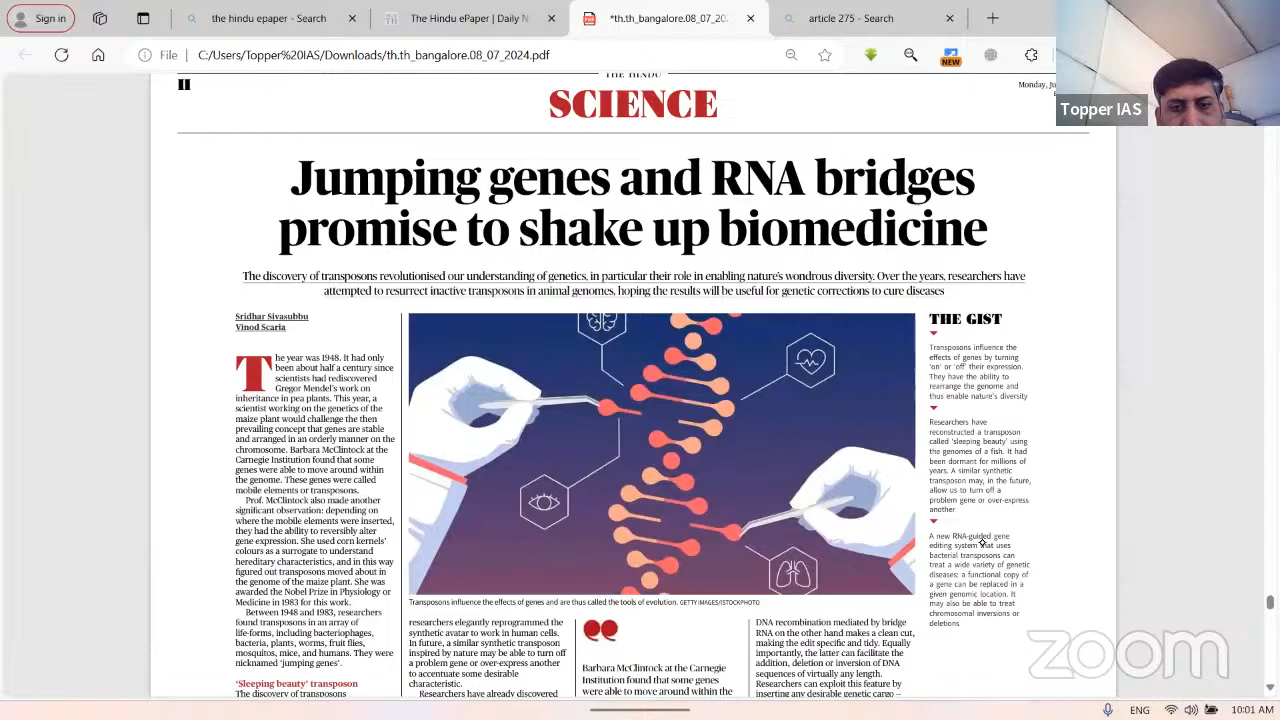 the hindu paper - Search
The Hindu ePaper | Daily N
*th.th_bangalore.08_07_20.
article 275 - Search
File
C:/Users/Topper%20IAS/Downloads/th.th_bangalore.08_07_2024.pdf
NEW
Topper IAS
II
THE HINDU
SCIENCE
Monday, Ju
Jumping genes and RNA bridges
promise to shake up biomedicine
The discovery of transposons revolutionised our understanding of genetics, in particular their role in enabling nature's wondrous diversity. Over the years, researchers have
attempted to resurrect inactive transposons in animal genomes, hoping the results will be useful for genetic corrections to cure diseases
Sridhar Sivasubbu
Vinod Scaria
The year was 1948. It had only
been about half a century since
scientists had rediscovered
Gregor Mendel's work on
inheritance in pea plants. This year, a
scientist working on the genetics of the
maize plant would challenge the then
prevailing concept that genes are stable
and arranged in an orderly manner on the
chromosome. Barbara McClintock at the
Carnegie Institution found that some
genes were able to move around within
the genome. These genes were called
mobile elements or transposons.
Prof. McClintock also made another
significant observation: depending on
where the mobile elements were inserted,
they had the ability to reversibly alter
gene expression. She used corn kernels'
colours as a surrogate to understand
hereditary characteristics, and in this way
figured out transposons moved about in
the genome of the maize plant. She was
awarded the Nobel Prize in Physiology or
Medicine in 1983 for this work.
Between 1948 and 1983, researchers
found transposons in an array of
life-forms, including bacteriophages,
bacteria, plants, worms, fruit flies,
mosquitos, mice, and humans. They were
nicknamed 'jumping genes'.
'Sleeping beauty' transposon
The discovery of transposons
Transposons influence the effects of genes and are thus called the tools of evolution. GETTY IMAGES/ISTOCKPHOTO
researchers elegantly reprogrammed the
synthetic avatar to work in human cells.
In future, a similar synthetic transposon
inspired by nature may be able to turn off
a problem gene or over-express another
to accentuate some desirable
characteristic.
Researchers have already discovered
Barbara McClintock at the Carnegie
Institution found that some genes
were able to move around within the
DNA recombination mediated by bridge
RNA on the other hand makes a clean cut,
making the edit specific and tidy. Equally
importantly, the latter can facilitate the
addition, deletion or inversion of DNA
sequences of virtually any length.
Researchers can exploit this feature by
inserting any desirable genetic cargo –
THE GIST
Transposons influence the
effects of genes by turning
'on' or 'off' their expression.
They have the ability to
rearrange the genome and
thus enable nature's diversity
Researchers have
reconstructed a transposon
called 'sleeping beauty' using
the genomes of a fish. It had
been dormant for millions of
years. A similar synthetic
transposon may, in the future,
allow us to turn off a
problem gene or over-express
another
A new RNA-guided gene
editing system that uses
bacterial transposons can
treat a wide variety of genetic
diseases: a functional copy of
a gene can be replaced in a
given genomic location. It
may also be able to treat
chromosomal inversions or
deletions
zoom
ENG
10:01 AM